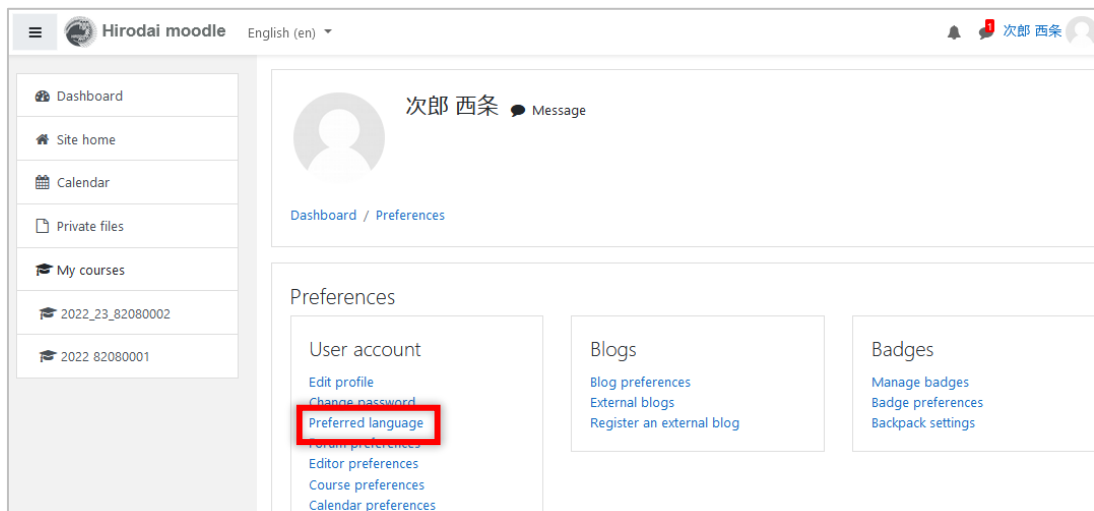 Hirodai moodle English (en)
1
次郎 西条
Dashboard
Site home
Calendar
Private files
My courses
2022_23_82080002
2022 82080001
次郎 西条 Message
Dashboard / Preferences
Preferences
User account
Edit profile
Change password
Preferred language
Forum preferences
Editor preferences
Course preferences
Calendar preferences
Blogs
Blog preferences
External blogs
Register an external blog
Badges
Manage badges
Badge preferences
Backpack settings